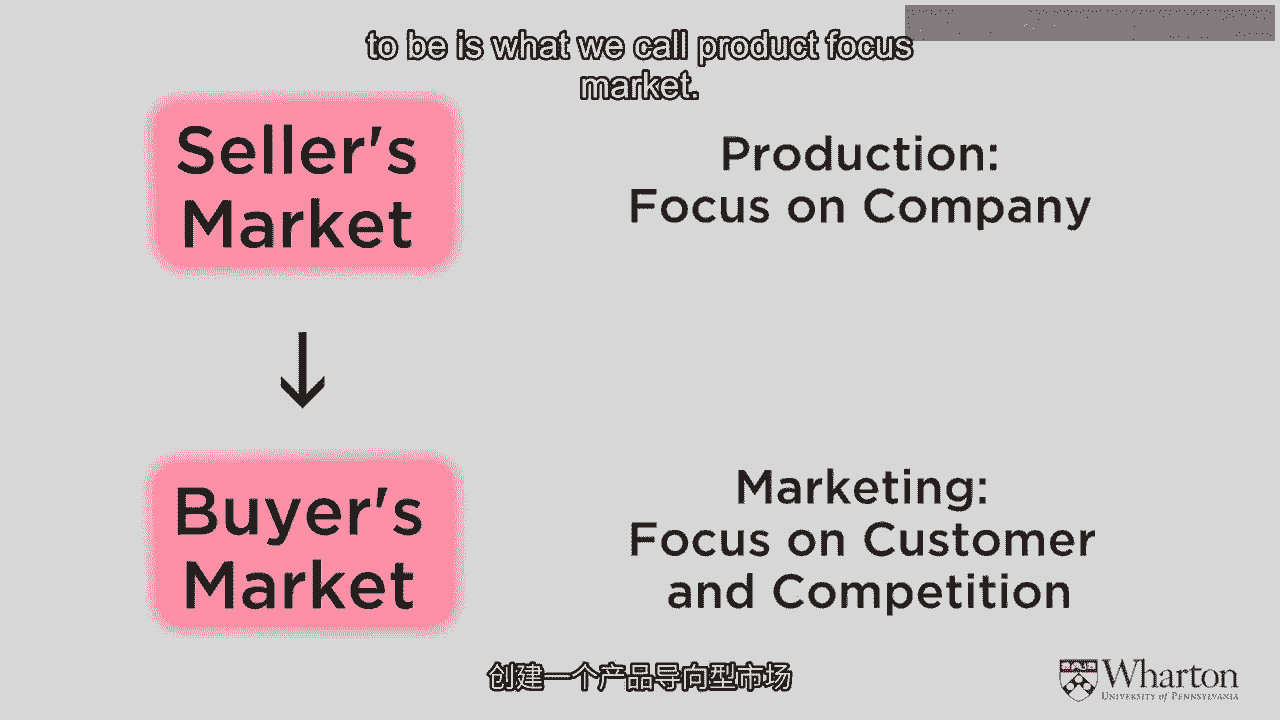 to be is what we call product focus
market.
Seller's
Market
Production:
Focus on Company
↓
Buyer's
Market
Marketing:
Focus on Customer
and Competition
创建一个产品导向型市场
Wharton
UNIVERSITY of PENNSYLVANIA